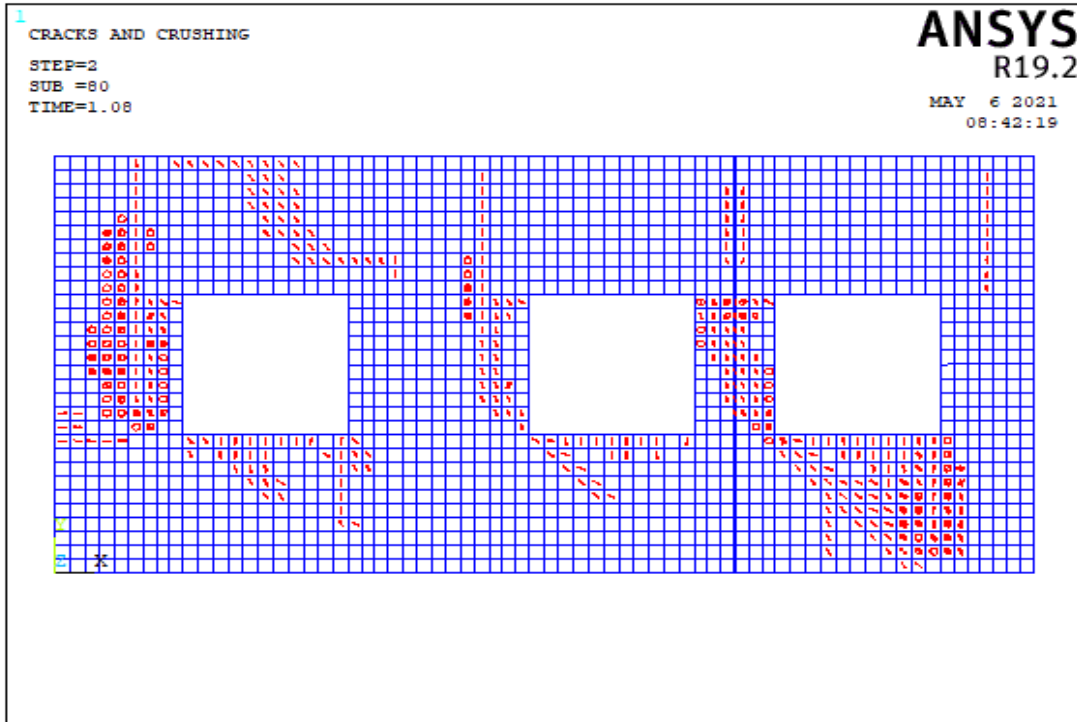 1
CRACKS AND CRUSHING
STEP=2
SUB =80
TIME=1.08
ANSYS
R19.2
MAY  6 2021
08:42:19
Y
Z X